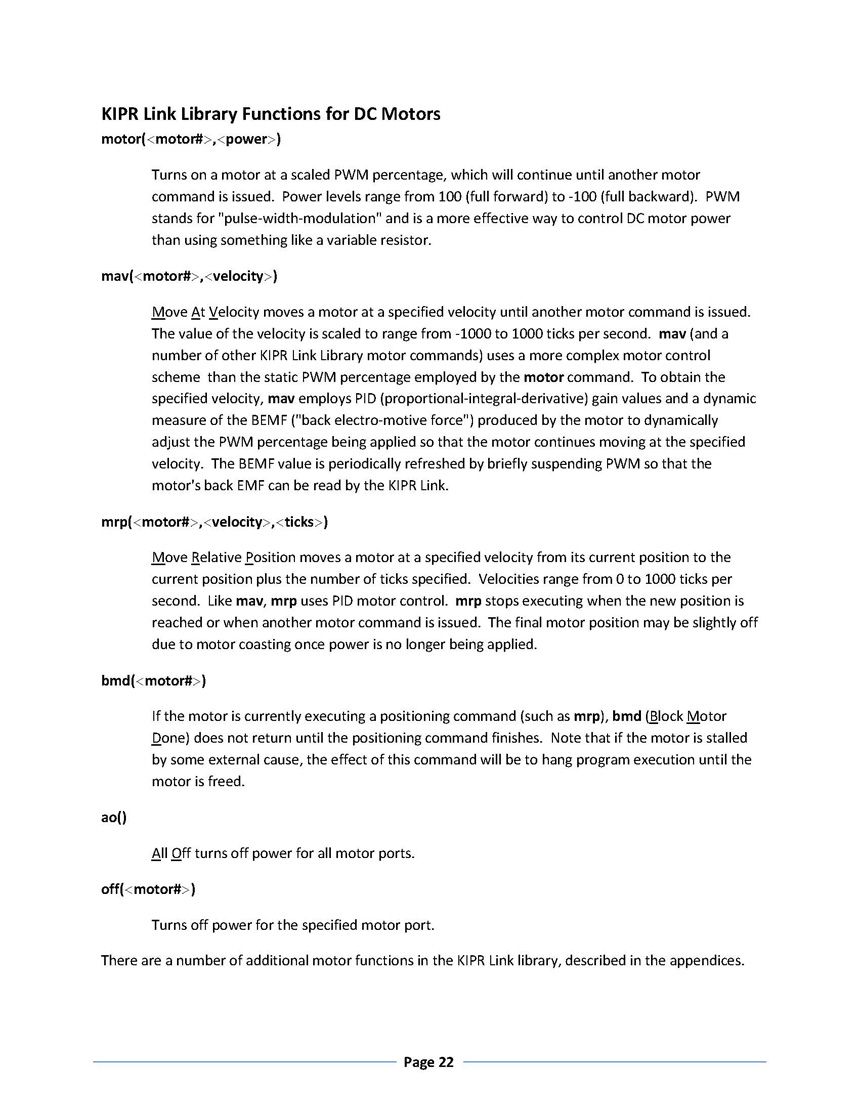 KIPR Link Library Functions for DC Motors
motor(<motor#>,<power>)
Turns on a motor at a scaled PWM percentage, which will continue until another motor
command is issued.  Power levels range from 100 (full forward) to -100 (full backward).  PWM
stands for "pulse-width-modulation" and is a more effective way to control DC motor power
than using something like a variable resistor.
mav(<motor#>,<velocity>)
Move At Velocity moves a motor at a specified velocity until another motor command is issued.
The value of the velocity is scaled to range from -1000 to 1000 ticks per second.  mav (and a
number of other KIPR Link Library motor commands) uses a more complex motor control
scheme  than the static PWM percentage employed by the motor command.  To obtain the
specified velocity, mav employs PID (proportional-integral-derivative) gain values and a dynamic
measure of the BEMF ("back electro-motive force") produced by the motor to dynamically
adjust the PWM percentage being applied so that the motor continues moving at the specified
velocity.  The BEMF value is periodically refreshed by briefly suspending PWM so that the
motor's back EMF can be read by the KIPR Link.
mrp(<motor#>,<velocity>,<ticks>)
Move Relative Position moves a motor at a specified velocity from its current position to the
current position plus the number of ticks specified.  Velocities range from 0 to 1000 ticks per
second.  Like mav, mrp uses PID motor control.  mrp stops executing when the new position is
reached or when another motor command is issued.  The final motor position may be slightly off
due to motor coasting once power is no longer being applied.
bmd(<motor#>)
If the motor is currently executing a positioning command (such as mrp), bmd (Block Motor
Done) does not return until the positioning command finishes.  Note that if the motor is stalled
by some external cause, the effect of this command will be to hang program execution until the
motor is freed.
ao()
All Off turns off power for all motor ports.
off(<motor#>)
Turns off power for the specified motor port.
There are a number of additional motor functions in the KIPR Link library, described in the appendices.
Page 22